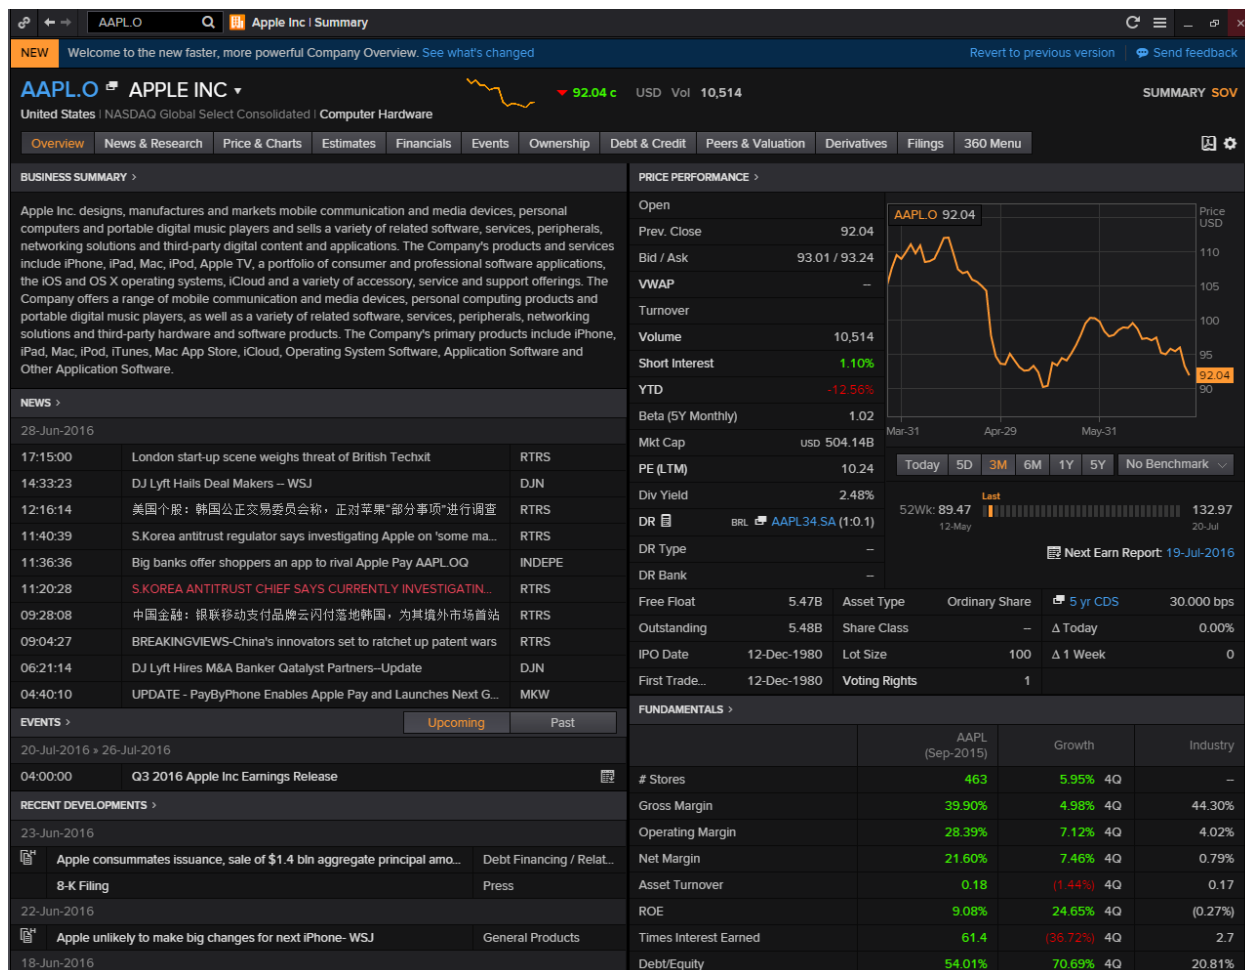 AAPL.O
Apple Inc | Summary
NEW Welcome to the new faster, more powerful Company Overview. See what's changed
Revert to previous version Send feedback
AAPL.O APPLE INC
92.04 c USD Vol 10,514
SUMMARY SOV
United States | NASDAQ Global Select Consolidated | Computer Hardware
Overview News & Research Price & Charts Estimates Financials Events Ownership Debt & Credit Peers & Valuation Derivatives Filings 360 Menu
BUSINESS SUMMARY >
Apple Inc. designs, manufactures and markets mobile communication and media devices, personal
computers and portable digital music players and sells a variety of related software, services, peripherals,
networking solutions and third-party digital content and applications. The Company's products and services
include iPhone, iPad, Mac, iPod, Apple TV, a portfolio of consumer and professional software applications,
the iOS and OS X operating systems, iCloud and a variety of accessory, service and support offerings. The
Company offers a range of mobile communication and media devices, personal computing products and
portable digital music players, as well as a variety of related software, services, peripherals, networking
solutions and third-party hardware and software products. The Company's primary products include iPhone,
iPad, Mac, iPod, iTunes, Mac App Store, iCloud, Operating System Software, Application Software and
Other Application Software.
NEWS >
28-Jun-2016
17:15:00 London start-up scene weighs threat of British Techxit RTRS
14:33:23 DJ Lyft Hails Deal Makers -- WSJ DJN
12:16:14 美国个股：韩国公正交易委员会称，正对苹果“部分事项”进行调查 RTRS
11:40:39 S.Korea antitrust regulator says investigating Apple on 'some ma... RTRS
11:36:36 Big banks offer shoppers an app to rival Apple Pay AAPL.OQ INDEPE
11:20:28 S.KOREA ANTITRUST CHIEF SAYS CURRENTLY INVESTIGATIN... RTRS
09:28:08 中国金融：银联移动支付品牌云闪付落地韩国，为其境外市场首站 RTRS
09:04:27 BREAKINGVIEWS-China's innovators set to ratchet up patent wars RTRS
06:21:14 DJ Lyft Hires M&A Banker Qatalyst Partners--Update DJN
04:40:10 UPDATE - PayByPhone Enables Apple Pay and Launches Next G... MKW
EVENTS > Upcoming Past
20-Jul-2016 » 26-Jul-2016
04:00:00 Q3 2016 Apple Inc Earnings Release
RECENT DEVELOPMENTS >
23-Jun-2016
Apple consummates issuance, sale of $1.4 bln aggregate principal amo... Debt Financing / Relat...
8-K Filing Press
22-Jun-2016
Apple unlikely to make big changes for next iPhone- WSJ General Products
18-Jun-2016
PRICE PERFORMANCE >
Open
Prev. Close 92.04
Bid / Ask 93.01 / 93.24
VWAP –
Turnover
Volume 10,514
Short Interest 1.10%
YTD -12.56%
Beta (5Y Monthly) 1.02
Mkt Cap USD 504.14B
PE (LTM) 10.24
Div Yield 2.48%
DR BRL AAPL34.SA (1:0.1)
DR Type –
DR Bank –
AAPL.O 92.04
Price
USD
110
105
100
95
92.04
90
Mar-31 Apr-29 May-31
Today 5D 3M 6M 1Y 5Y No Benchmark
Last
52Wk: 89.47 132.97
12-May 20-Jul
Next Earn Report: 19-Jul-2016
Free Float 5.47B Asset Type Ordinary Share 5 yr CDS 30.000 bps
Outstanding 5.48B Share Class – Δ Today 0.00%
IPO Date 12-Dec-1980 Lot Size 100 Δ 1 Week 0
First Trade... 12-Dec-1980 Voting Rights 1
FUNDAMENTALS >
AAPL
(Sep-2015) Growth Industry
# Stores 463 5.95% 4Q –
Gross Margin 39.90% 4.98% 4Q 44.30%
Operating Margin 28.39% 7.12% 4Q 4.02%
Net Margin 21.60% 7.46% 4Q 0.79%
Asset Turnover 0.18 (1.44%) 4Q 0.17
ROE 9.08% 24.65% 4Q (0.27%)
Times Interest Earned 61.4 (36.72%) 4Q 2.7
Debt/Equity 54.01% 70.69% 4Q 20.81%